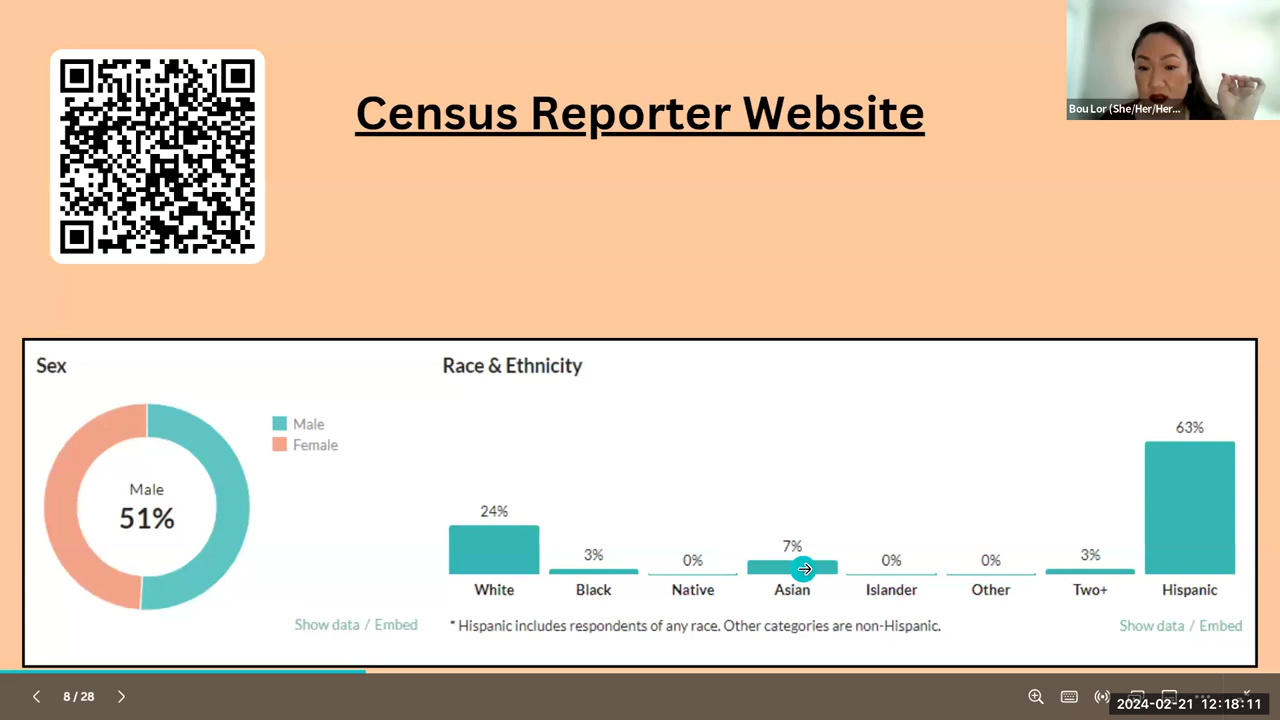 Census Reporter Website
Bou Lor (She/Her/Her...
Sex
Male
Female
Male
51%
Show data / Embed
Race & Ethnicity
24%
3%
0%
7%
0%
0%
3%
63%
White
Black
Native
Asian
Islander
Other
Two+
Hispanic
* Hispanic includes respondents of any race. Other categories are non-Hispanic.
Show data / Embed
8 / 28
2024-02-21 12:18:11